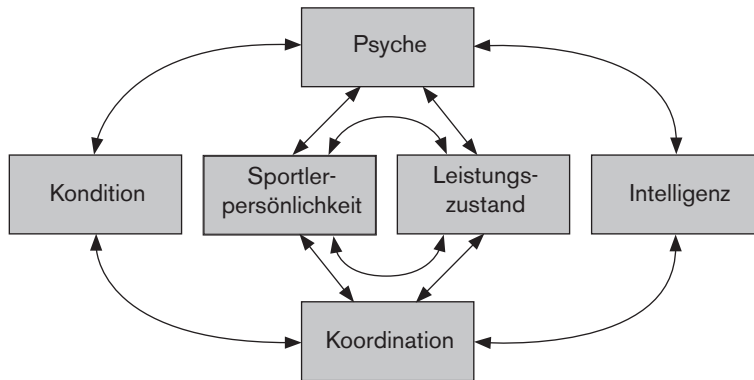 Psyche
Kondition
Sportler-
persönlichkeit
Leistungs-
zustand
Intelligenz
Koordination